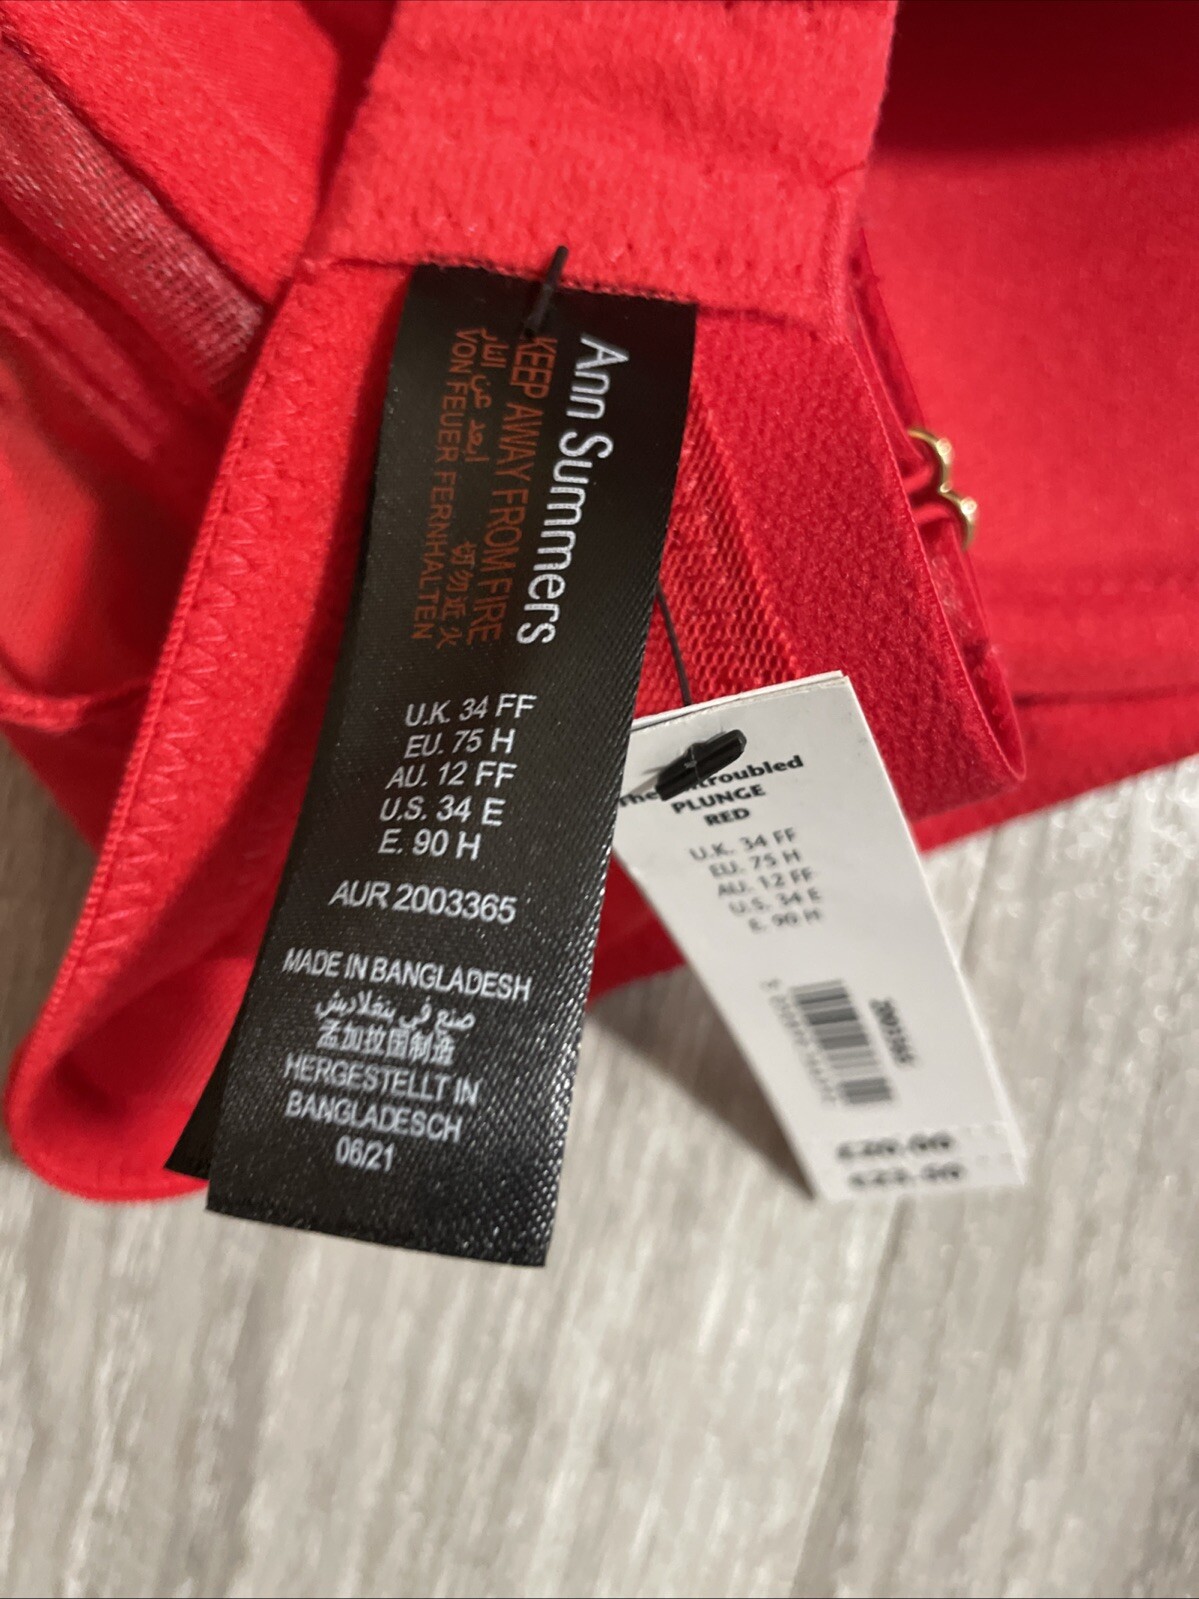 Ann Summers
KEEP AWAY FROM FIRE
ابعد عن النار
切勿近火
VON FEUER FERNHALTEN
U.K. 34 FF
EU. 75 H
AU. 12 FF
U.S. 34 E
E. 90 H
AUR 2003365
MADE IN BANGLADESH
صنع في بنغلاديش
孟加拉国制造
HERGESTELLT IN
BANGLADESCH
06/21
PLUNGE
RED
U.K. 34 FF
EU. 75 H
AU. 12 FF
U.S. 34 E
E. 90 H
2003365